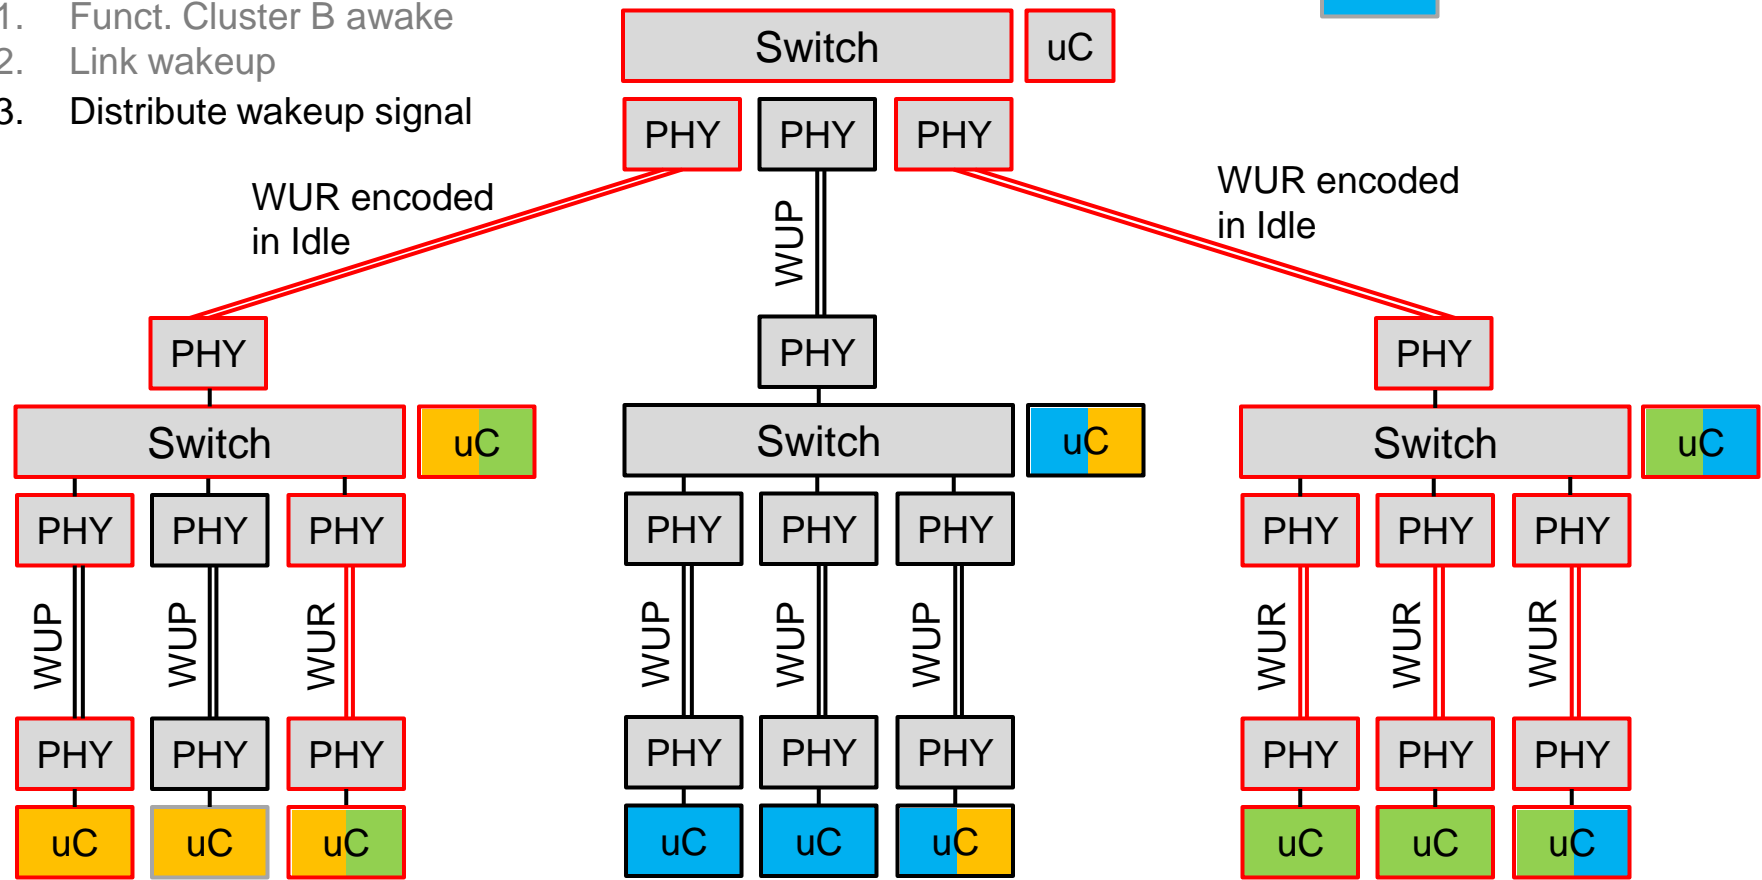 1. Funct. Cluster B awake
2. Link wakeup
3. Distribute wakeup signal
Switch uC
PHY PHY PHY
WUR encoded
in Idle
WUP
WUR encoded
in Idle
PHY PHY PHY
Switch uC Switch uC Switch uC
PHY PHY PHY PHY PHY PHY PHY PHY PHY
WUP WUP WUR WUP WUP WUP WUR WUR WUR
PHY PHY PHY PHY PHY PHY PHY PHY PHY
uC uC uC uC uC uC uC uC uC